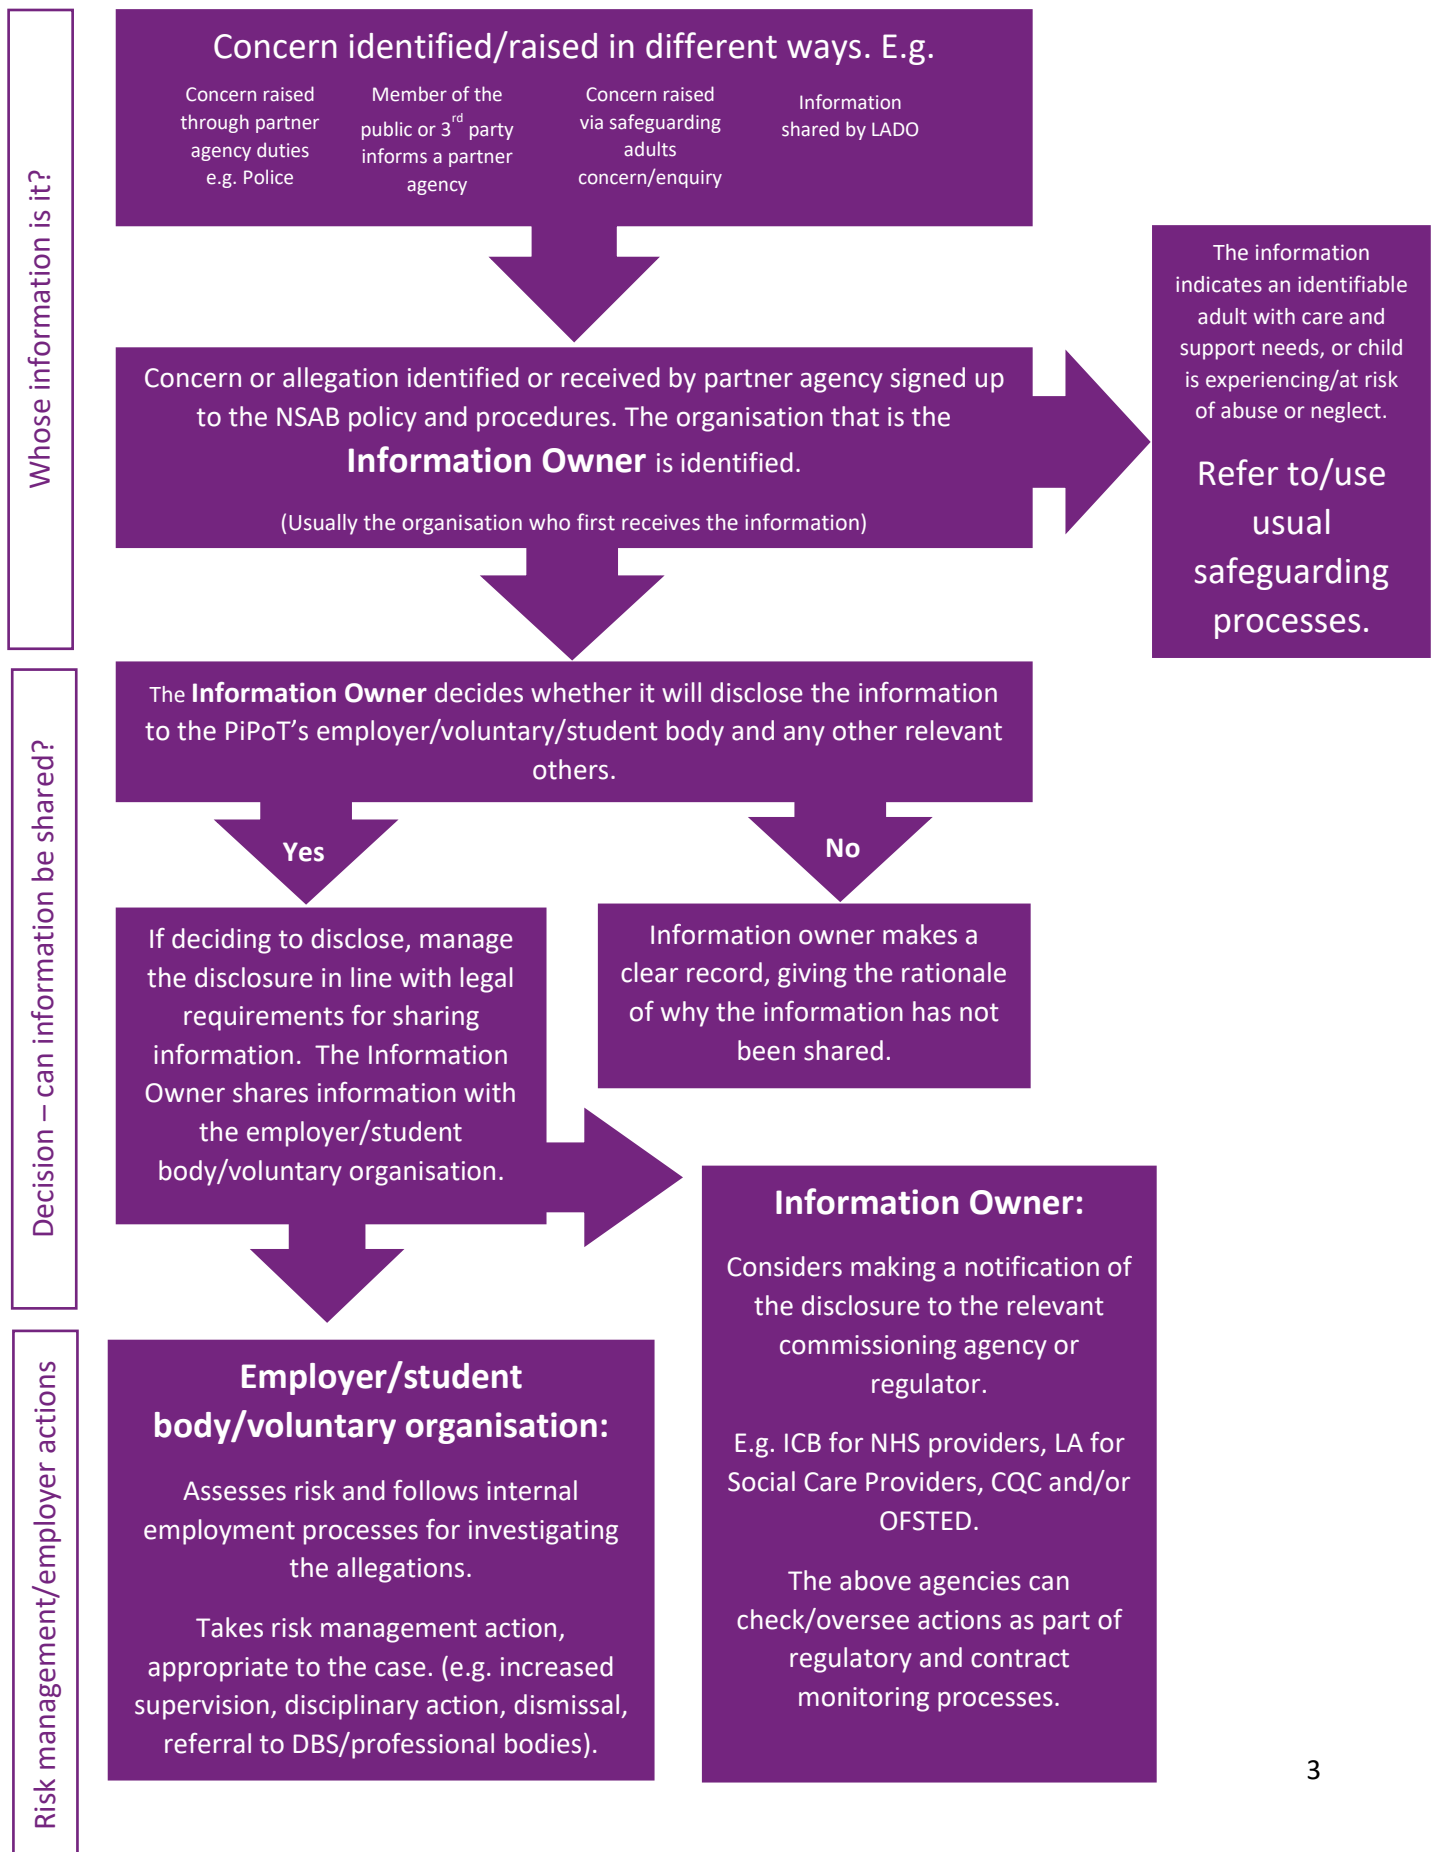 Whose information is it?
Concern identified/raised in different ways. E.g.
Concern raised
through partner
agency duties
e.g. Police
Member of the
public or 3rd party
informs a partner
agency
Concern raised
via safeguarding
adults
concern/enquiry
Information
shared by LADO
Concern or allegation identified or received by partner agency signed up
to the NSAB policy and procedures. The organisation that is the
Information Owner is identified.
(Usually the organisation who first receives the information)
The information
indicates an identifiable
adult with care and
support needs, or child
is experiencing/at risk
of abuse or neglect.
Refer to/use
usual
safeguarding
processes.
Decision – can information be shared?
The Information Owner decides whether it will disclose the information
to the PiPoT’s employer/voluntary/student body and any other relevant
others.
Yes
No
If deciding to disclose, manage
the disclosure in line with legal
requirements for sharing
information.  The Information
Owner shares information with
the employer/student
body/voluntary organisation.
Information owner makes a
clear record, giving the rationale
of why the information has not
been shared.
Risk management/employer actions
Employer/student
body/voluntary organisation:
Assesses risk and follows internal
employment processes for investigating
the allegations.
Takes risk management action,
appropriate to the case. (e.g. increased
supervision, disciplinary action, dismissal,
referral to DBS/professional bodies).
Information Owner:
Considers making a notification of
the disclosure to the relevant
commissioning agency or
regulator.
E.g. ICB for NHS providers, LA for
Social Care Providers, CQC and/or
OFSTED.
The above agencies can
check/oversee actions as part of
regulatory and contract
monitoring processes.
3